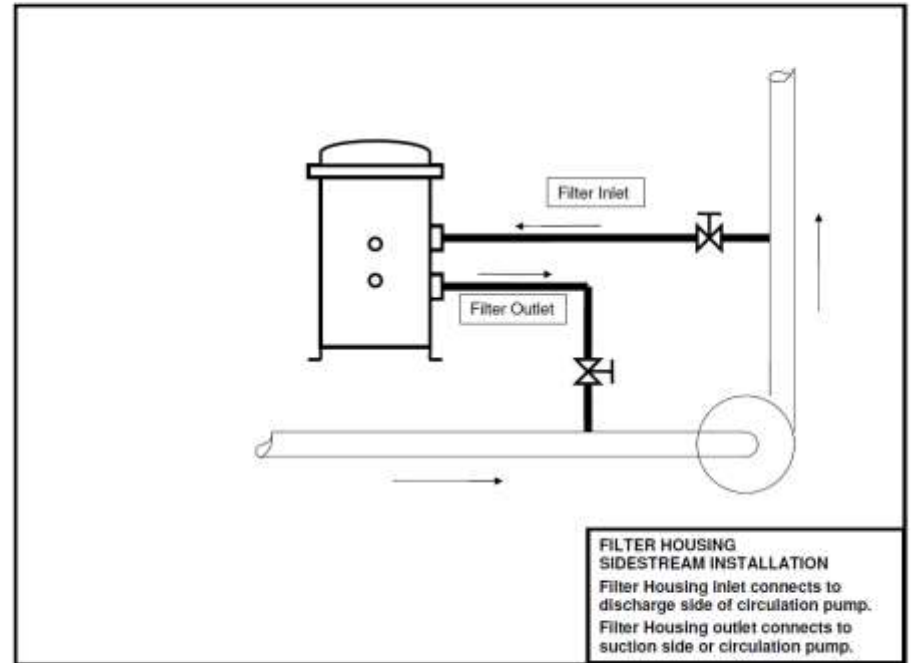 Filter Inlet
Filter Outlet
FILTER HOUSING
SIDESTREAM INSTALLATION
Filter Housing inlet connects to
discharge side of circulation pump.
Filter Housing outlet connects to
suction side or circulation pump.